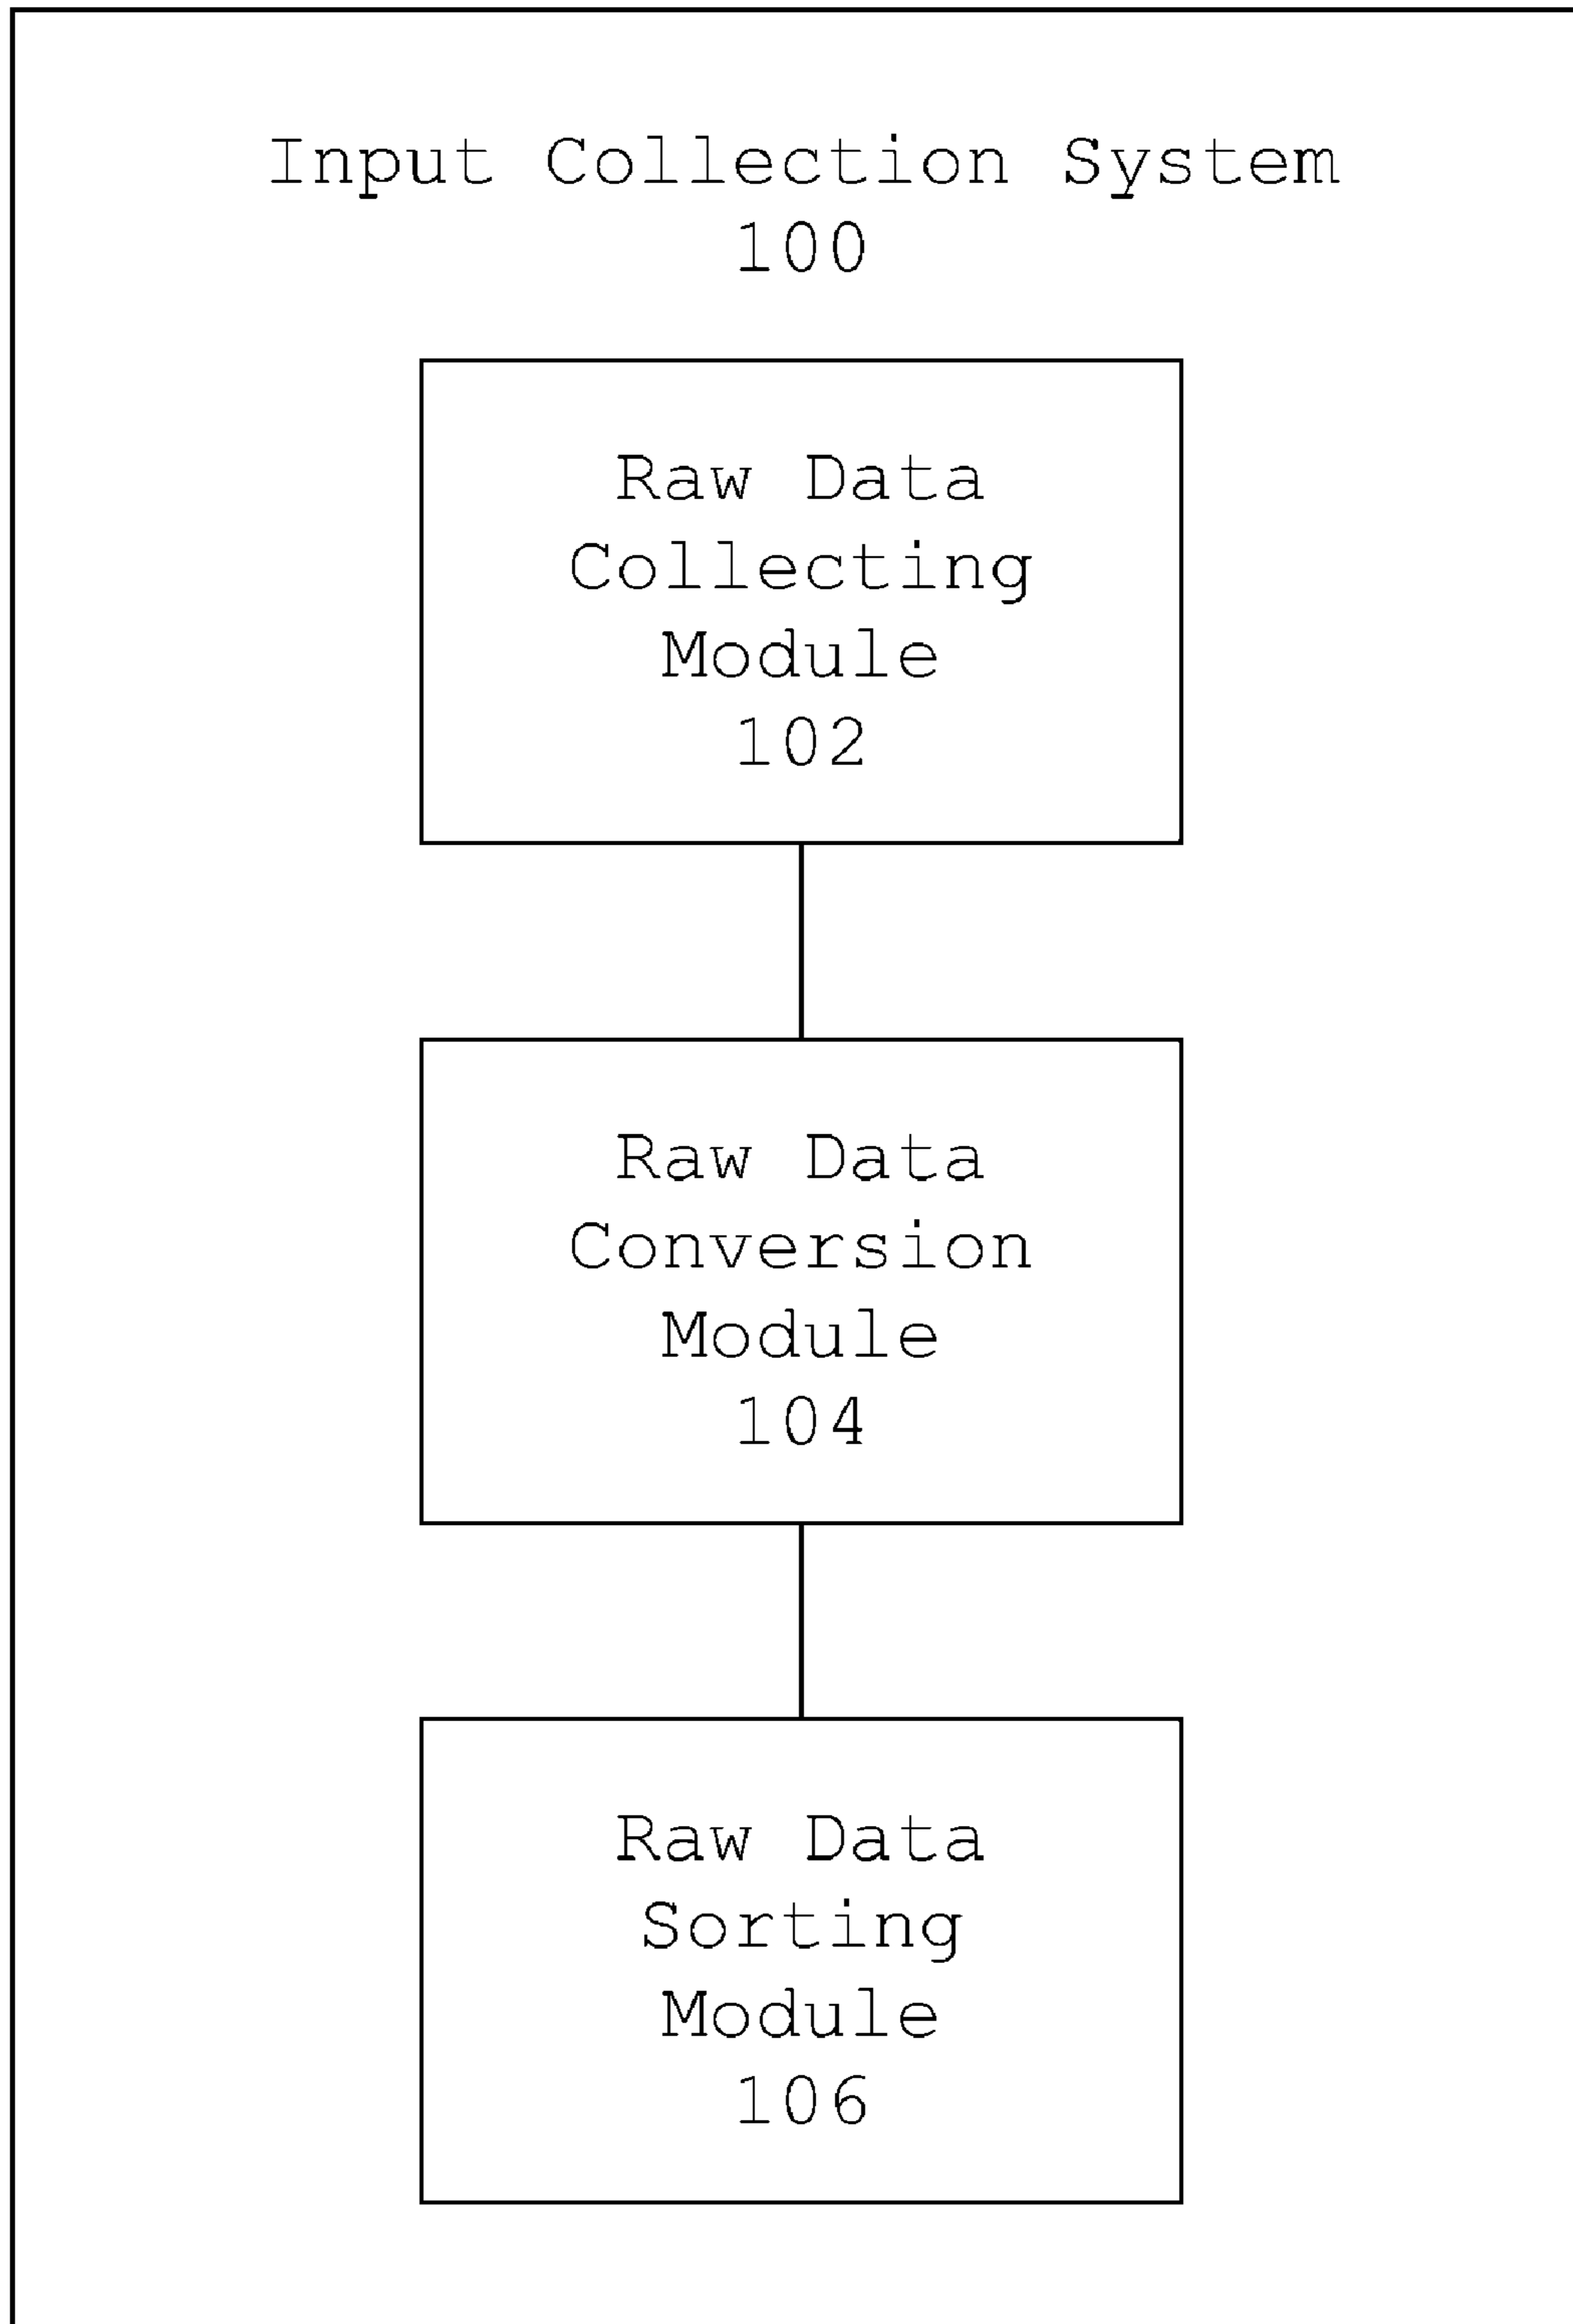 Input Collection System
100
Raw Data
Collecting
Module
102
Raw Data
Conversion
Module
104
Raw Data
Sorting
Module
106